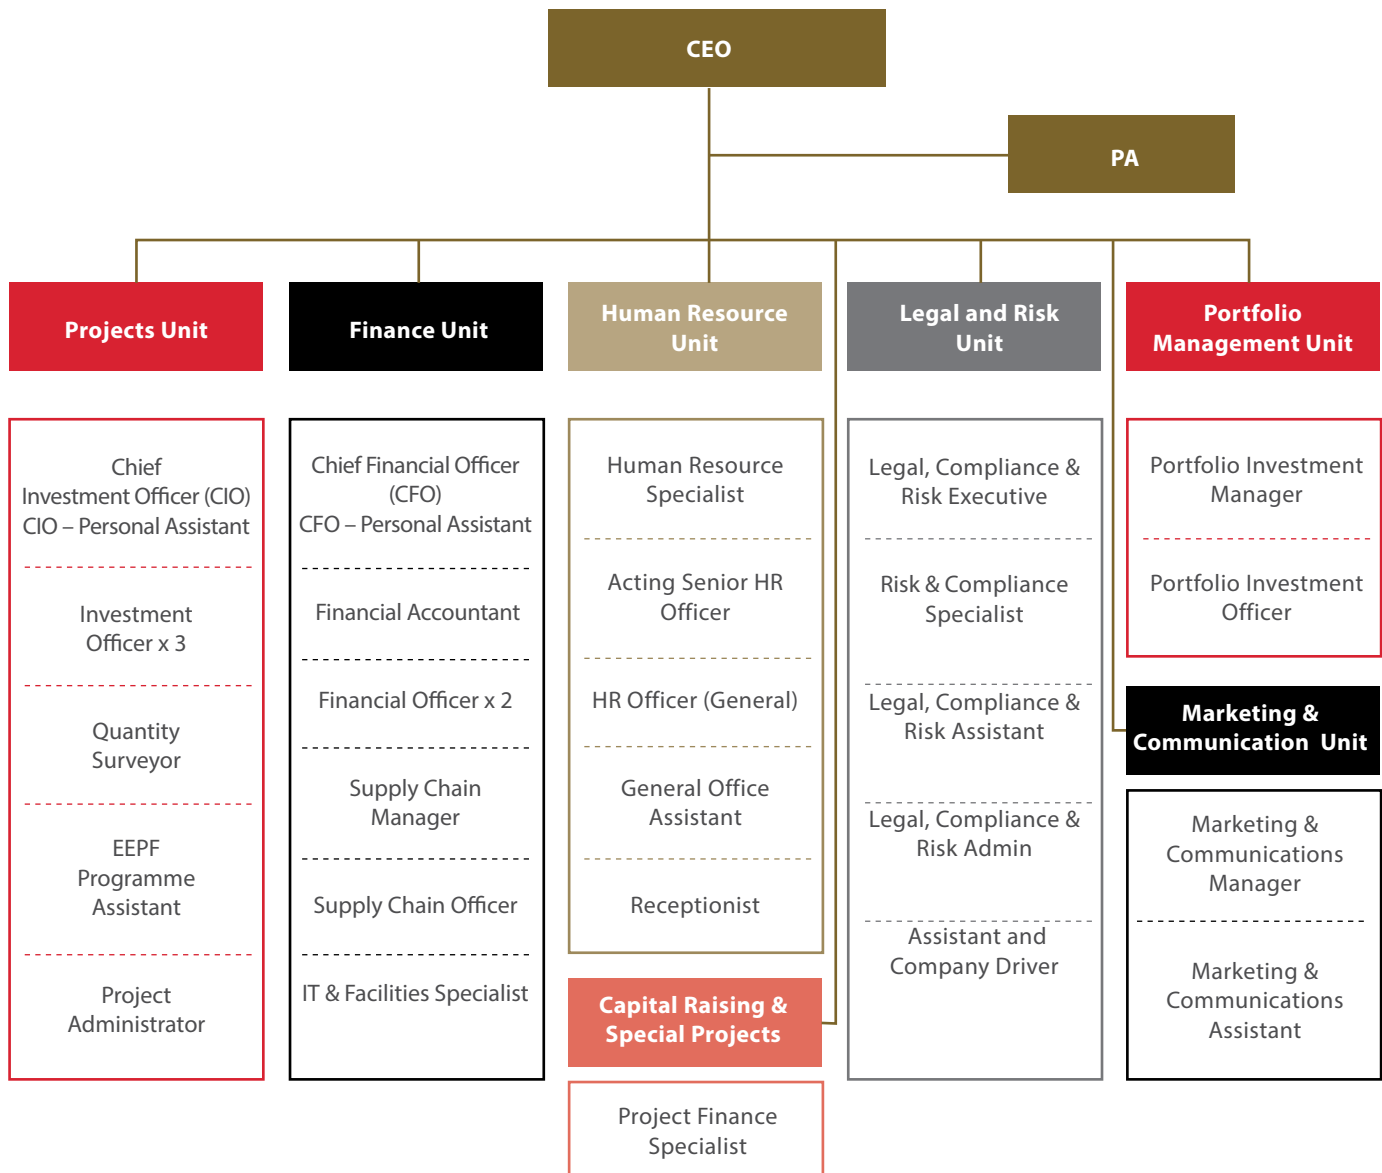 CEO
PA
Projects Unit
Chief
Investment Officer (CIO)
CIO – Personal Assistant
Investment
Officer x 3
Quantity
Surveyor
EEPF
Programme
Assistant
Project
Administrator
Finance Unit
Chief Financial Officer
(CFO)
CFO – Personal Assistant
Financial Accountant
Financial Officer x 2
Supply Chain
Manager
Supply Chain Officer
IT & Facilities Specialist
Human Resource
Unit
Human Resource
Specialist
Acting Senior HR
Officer
HR Officer (General)
General Office
Assistant
Receptionist
Capital Raising &
Special Projects
Project Finance
Specialist
Legal and Risk
Unit
Legal, Compliance &
Risk Executive
Risk & Compliance
Specialist
Legal, Compliance &
Risk Assistant
Legal, Compliance &
Risk Admin
Assistant and
Company Driver
Portfolio
Management Unit
Portfolio Investment
Manager
Portfolio Investment
Officer
Marketing &
Communication Unit
Marketing &
Communications
Manager
Marketing &
Communications
Assistant